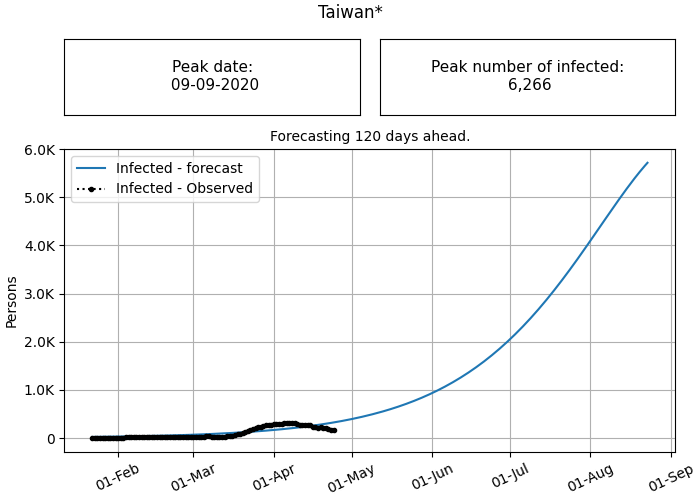 Taiwan*
Peak date:
09-09-2020
Peak number of infected:
6,266
Forecasting 120 days ahead.
6.0K
5.0K
4.0K
3.0K
2.0K
1.0K
0
Persons
Infected - forecast
Infected - Observed
01-Feb
01-Mar
01-Apr
01-May
01-Jun
01-Jul
01-Aug
01-Sep